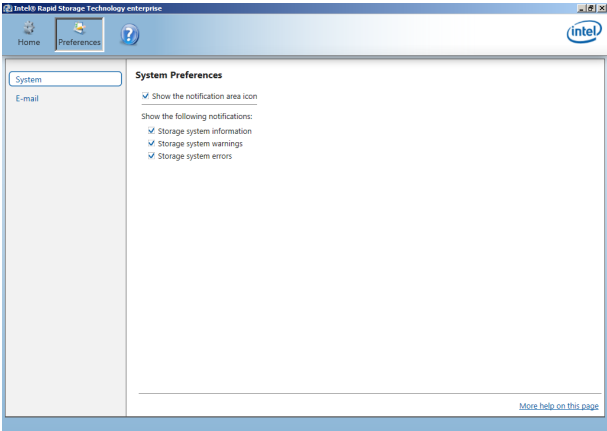 Intel® Rapid Storage Technology enterprise
Home
Preferences
?
intel
System
E-mail
System Preferences
Show the notification area icon
Show the following notifications:
Storage system information
Storage system warnings
Storage system errors
More help on this page